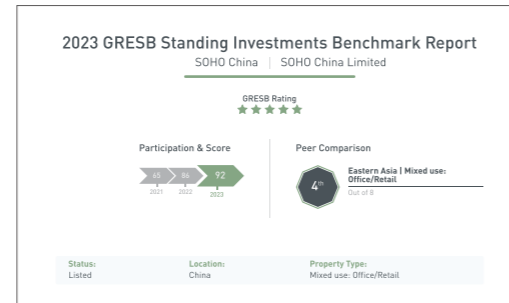 2023 GRESB Standing Investments Benchmark Report
SOHO China | SOHO China Limited
GRESB Rating
Participation & Score
65 86 92
2021 2022 2023
Peer Comparison
4th
Eastern Asia | Mixed use:
Office/Retail
Out of 8
Status: Location: Property Type:
Listed China Mixed use: Office/Retail